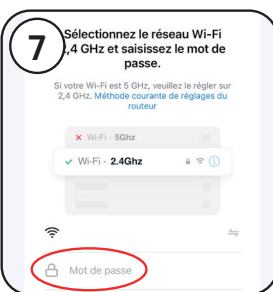 7
Sélectionnez le réseau Wi-Fi
2,4 GHz et saisissez le mot de
passe.
Si votre Wi-Fi est 5 GHz, veuillez le régler sur
2,4 GHz. Méthode courante de réglages du
routeur
Wi-Fi - 5Ghz
Wi-Fi - 2.4Ghz
Mot de passe